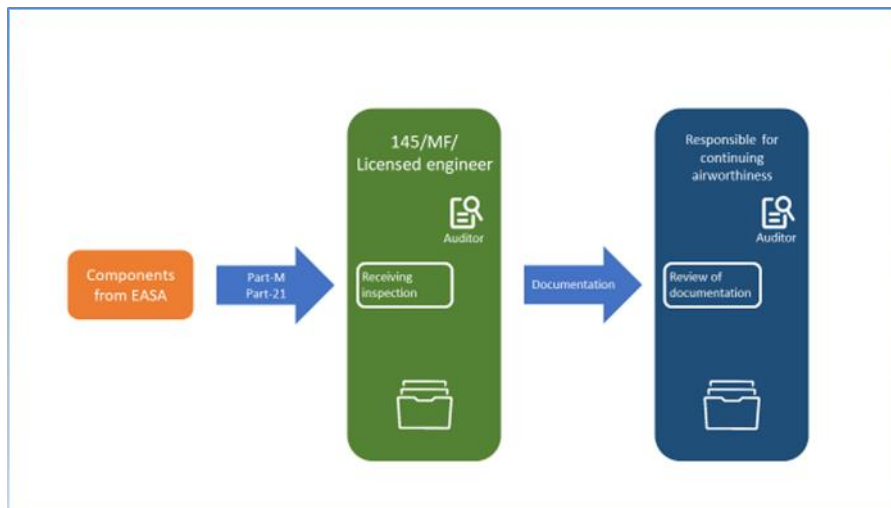 145/MF/
Licensed engineer
Auditor
Components
from EASA
Part-M
Part-21
Receiving
inspection
Documentation
Responsible for
continuing
airworthiness
Auditor
Review of
documentation